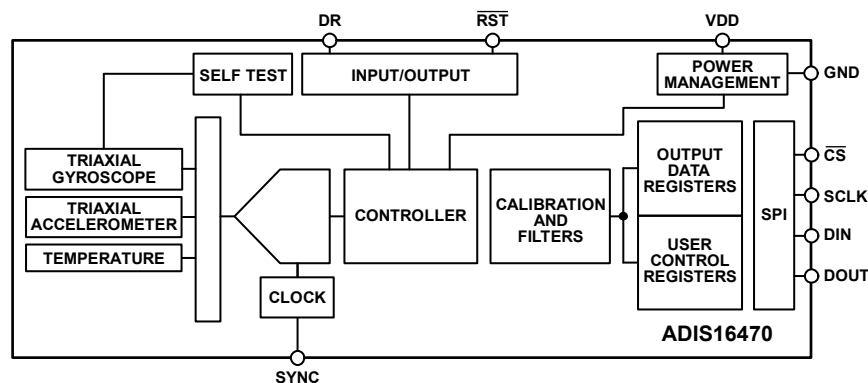 DR
RST
VDD
SELF TEST
INPUT/OUTPUT
POWER
MANAGEMENT
GND
TRIAXIAL
GYROSCOPE
TRIAXIAL
ACCELEROMETER
TEMPERATURE
CONTROLLER
CALIBRATION
AND
FILTERS
OUTPUT
DATA
REGISTERS
USER
CONTROL
REGISTERS
SPI
CS
SCLK
DIN
DOUT
CLOCK
ADIS16470
SYNC